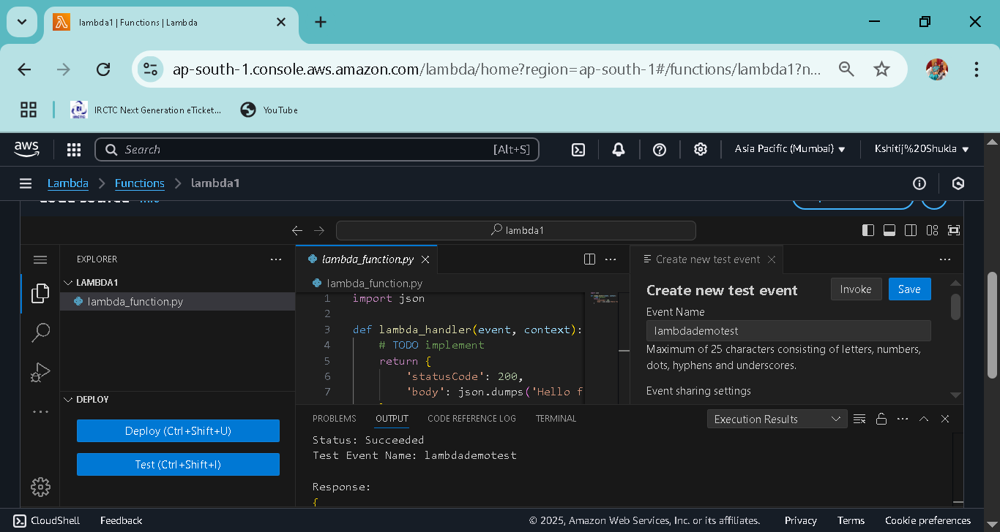 lambda1 | Functions | Lambda
ap-south-1.console.aws.amazon.com/lambda/home?region=ap-south-1#/functions/lambda1?n...
IRCTC Next Generation eTicket...
YouTube
aws
Search
[Alt+S]
Asia Pacific (Mumbai)
Kshitij%20Shukla
Lambda
Functions
lambda1
lambda1
EXPLORER
LAMBDA1
lambda_function.py
DEPLOY
Deploy (Ctrl+Shift+U)
Test (Ctrl+Shift+I)
lambda_function.py
lambda_function.py
1 import json
2
3 def lambda_handler(event, context):
4 # TODO implement
5 return {
6 'statusCode': 200,
7 'body': json.dumps('Hello f
Create new test event
Create new test event
Invoke
Save
Event Name
lambdademotest
Maximum of 25 characters consisting of letters, numbers,
dots, hyphens and underscores.
Event sharing settings
PROBLEMS
OUTPUT
CODE REFERENCE LOG
TERMINAL
Execution Results
Status: Succeeded
Test Event Name: lambdademotest
Response:
{
CloudShell
Feedback
© 2025, Amazon Web Services, Inc. or its affiliates.
Privacy
Terms
Cookie preferences